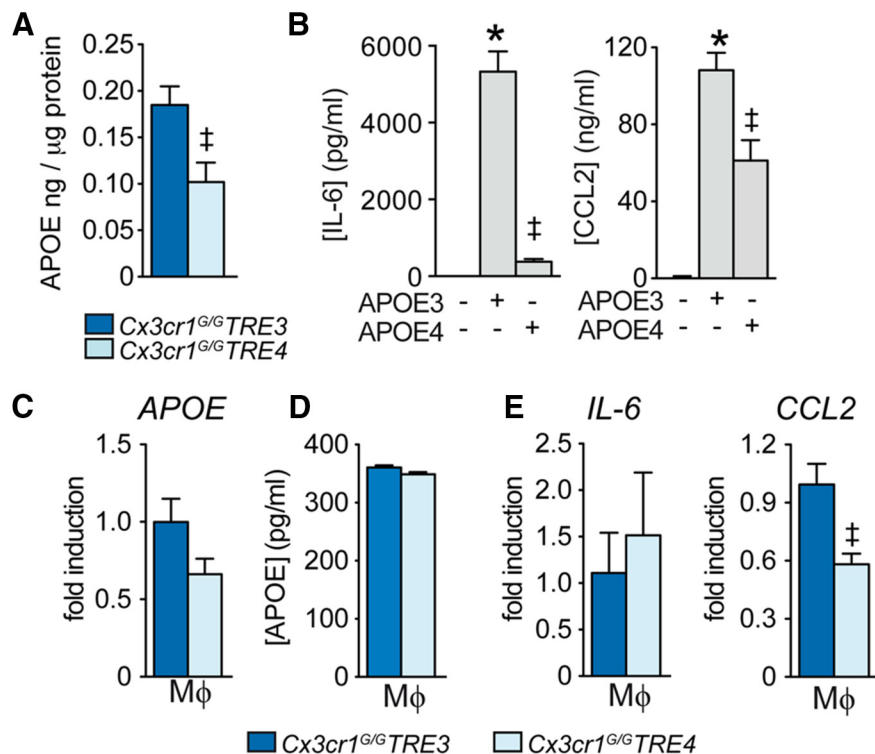 A
APOE ng / µg protein
0.25
0.20
0.15
0.10
0.05
0
‡
Cx3cr1G/G TRE3
Cx3cr1G/G TRE4
B
[IL-6] (pg/ml)
6000
4000
2000
0
*
‡
APOE3 - + -
APOE4 - - +
[CCL2] (ng/ml)
120
80
40
0
*
‡
APOE3 - + -
APOE4 - - +
C
APOE
fold induction
1.5
1.0
0.5
0
Mϕ
D
[APOE] (pg/ml)
400
300
200
100
0
Mϕ
E
IL-6
fold induction
2.5
2.0
1.5
1.0
0.5
0
Mϕ
CCL2
fold induction
1.2
0.9
0.6
0.3
0
‡
Mϕ
Cx3cr1G/G TRE3
Cx3cr1G/G TRE4